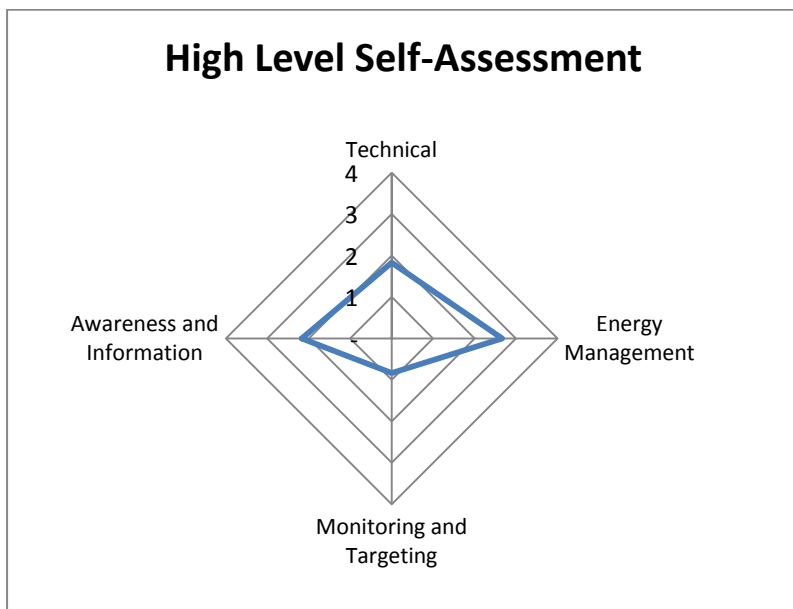 High Level Self-Assessment
Technical
4
3
2
1
-
Awareness and
Information
Energy
Management
Monitoring and
Targeting